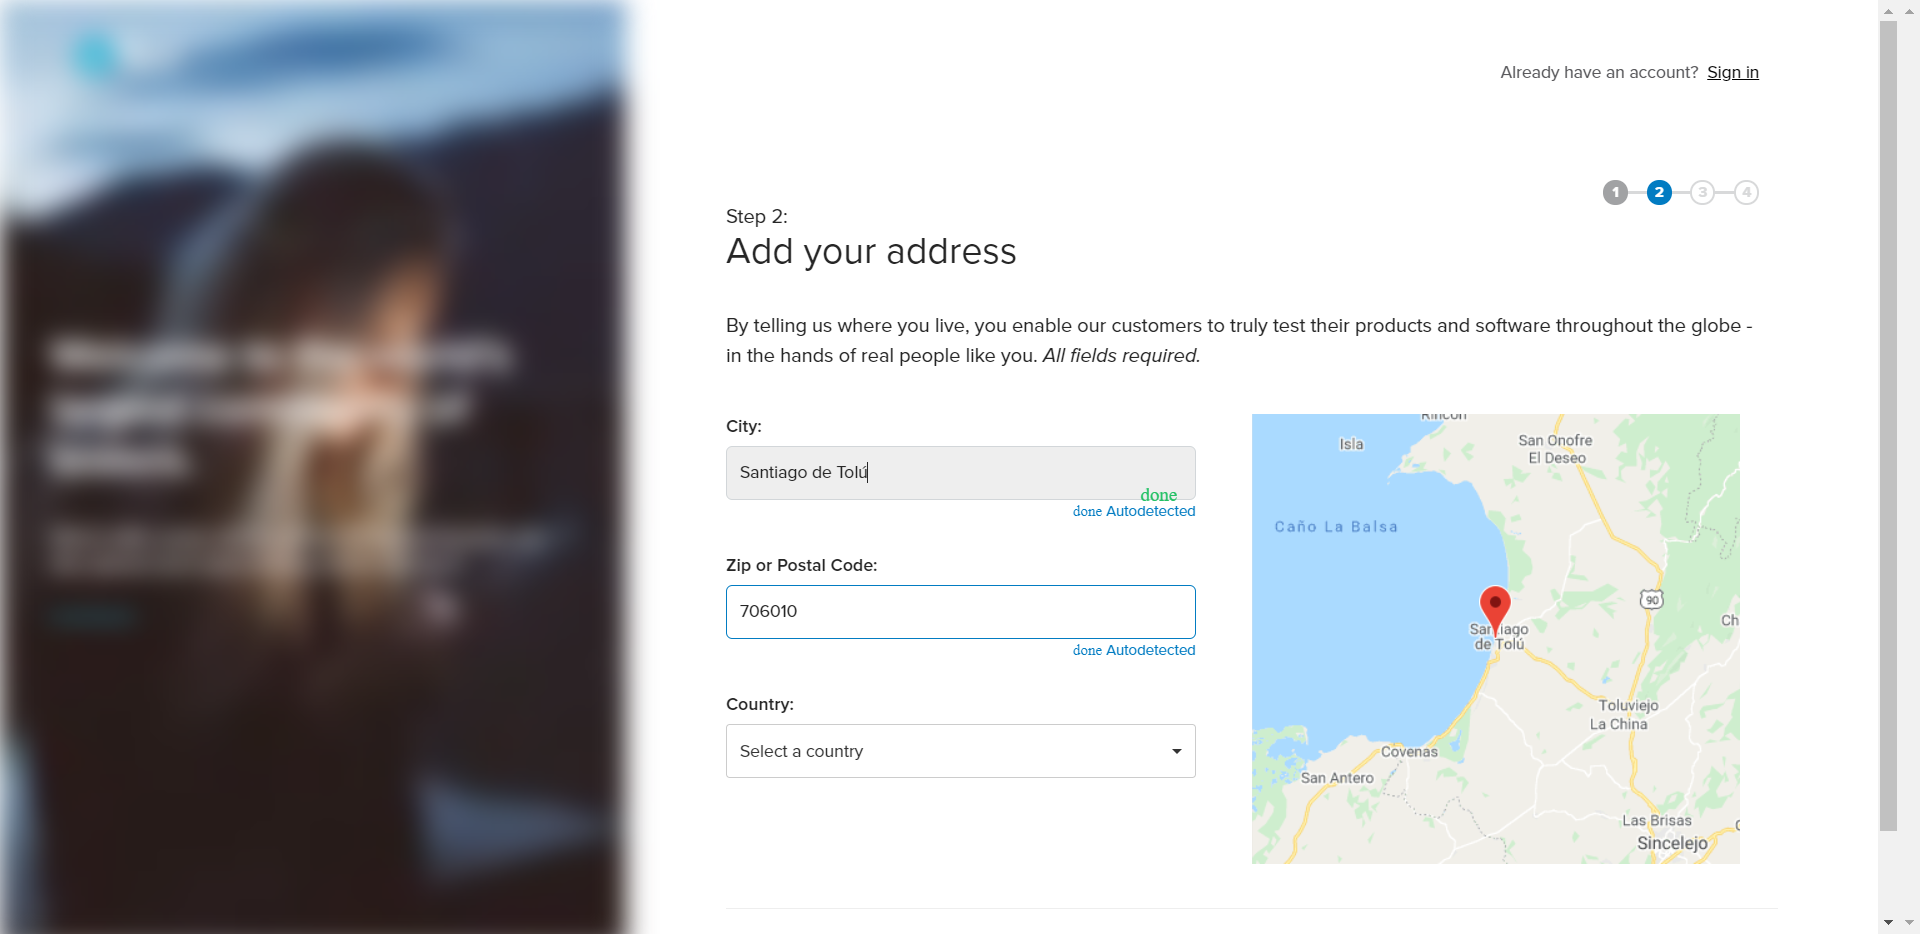 Already have an account? Sign in
1 2 3 4
Step 2:
Add your address
By telling us where you live, you enable our customers to truly test their products and software throughout the globe -
in the hands of real people like you. All fields required.
City:
Santiago de Tolú
done
done Autodetected
Zip or Postal Code:
706010
done Autodetected
Country:
Select a country
Rincón
Isla
San Onofre
El Deseo
Caño La Balsa
90
Ch
Santiago
de Tolú
Toluviejo
La China
Covenas
San Antero
Las Brisas
Sincelejo